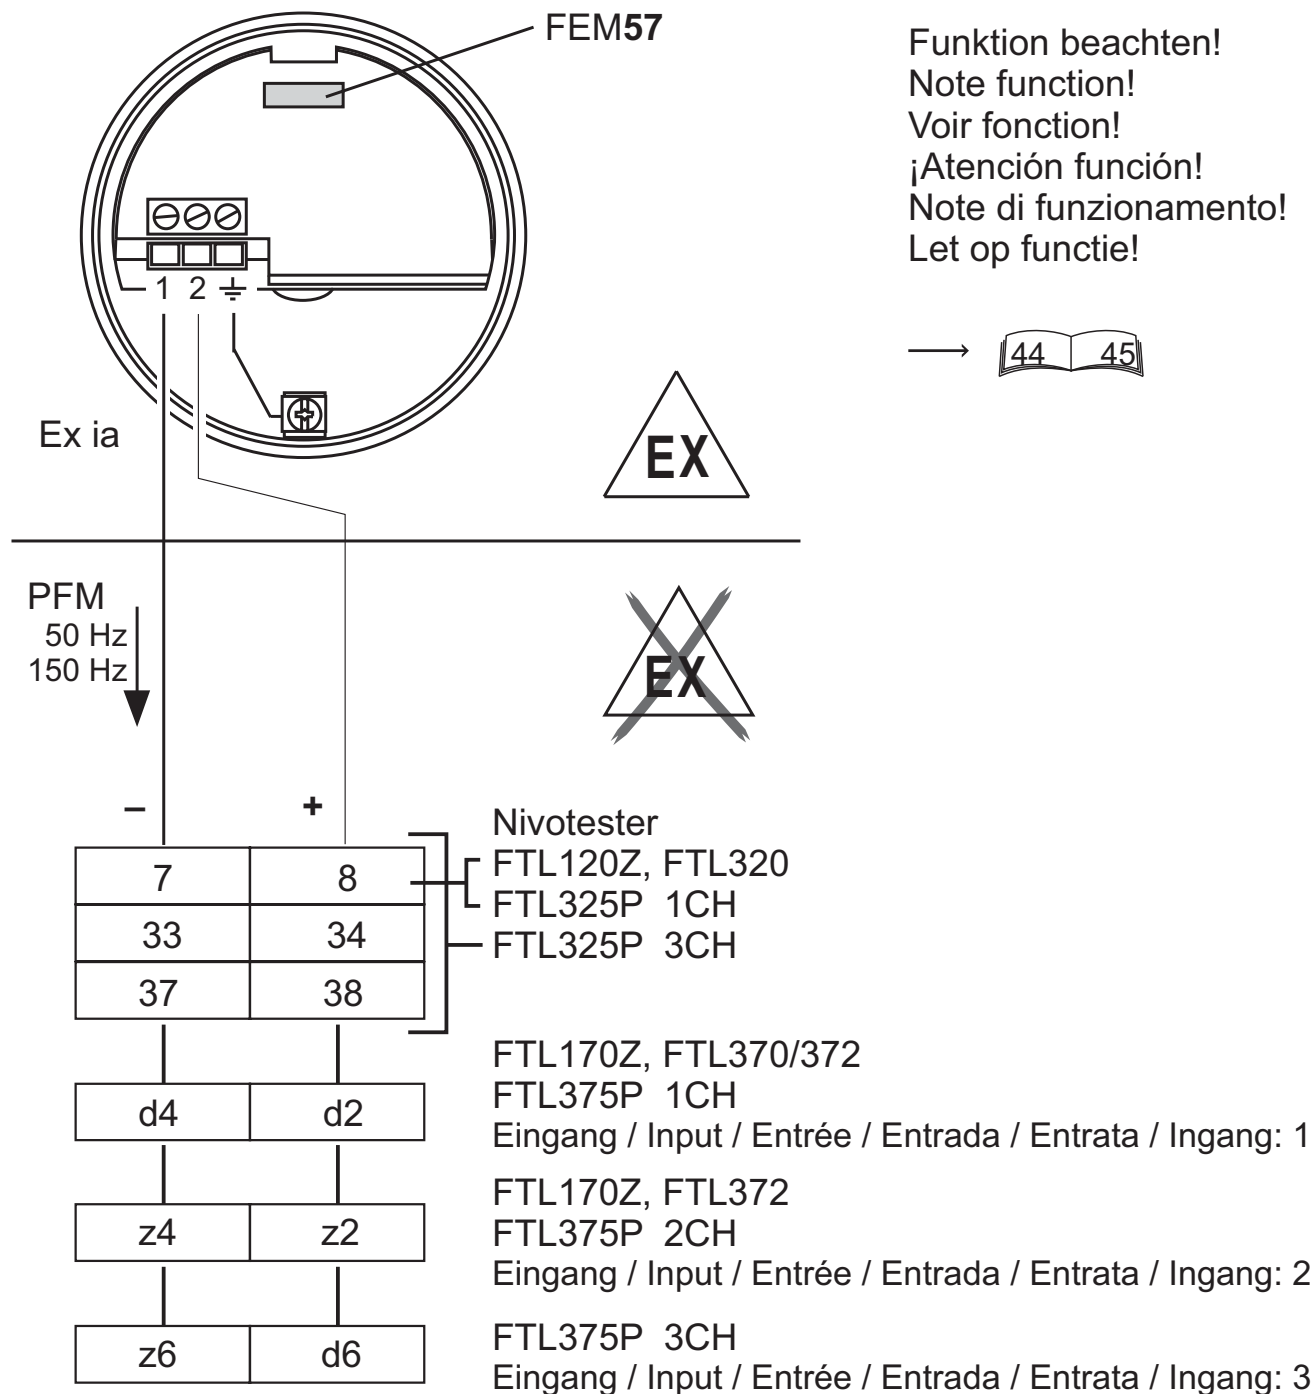 FEM57
Funktion beachten!
Note function!
Voir fonction!
¡Atención función!
Note di funzionamento!
Let op functie!
44 45
1 2
Ex ia
EX
PFM
50 Hz
150 Hz
EX
– +
7 8
33 34
37 38
Nivotester
FTL120Z, FTL320
FTL325P 1CH
FTL325P 3CH
d4 d2
FTL170Z, FTL370/372
FTL375P 1CH
Eingang / Input / Entrée / Entrada / Entrata / Ingang: 1
z4 z2
FTL170Z, FTL372
FTL375P 2CH
Eingang / Input / Entrée / Entrada / Entrata / Ingang: 2
z6 d6
FTL375P 3CH
Eingang / Input / Entrée / Entrada / Entrata / Ingang: 3